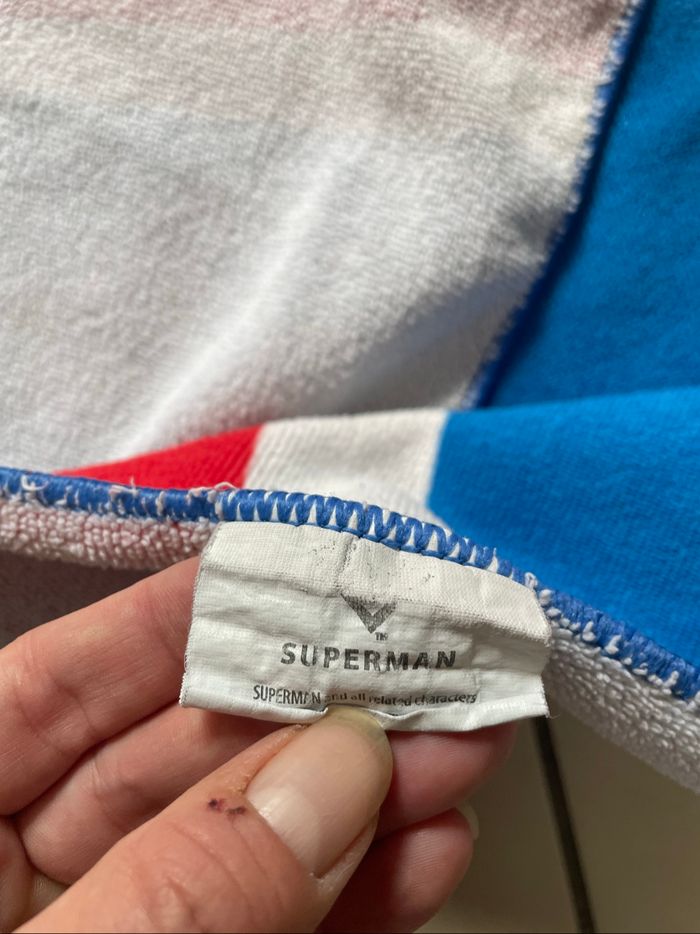 TM
SUPERMAN
SUPERMAN and all related characters